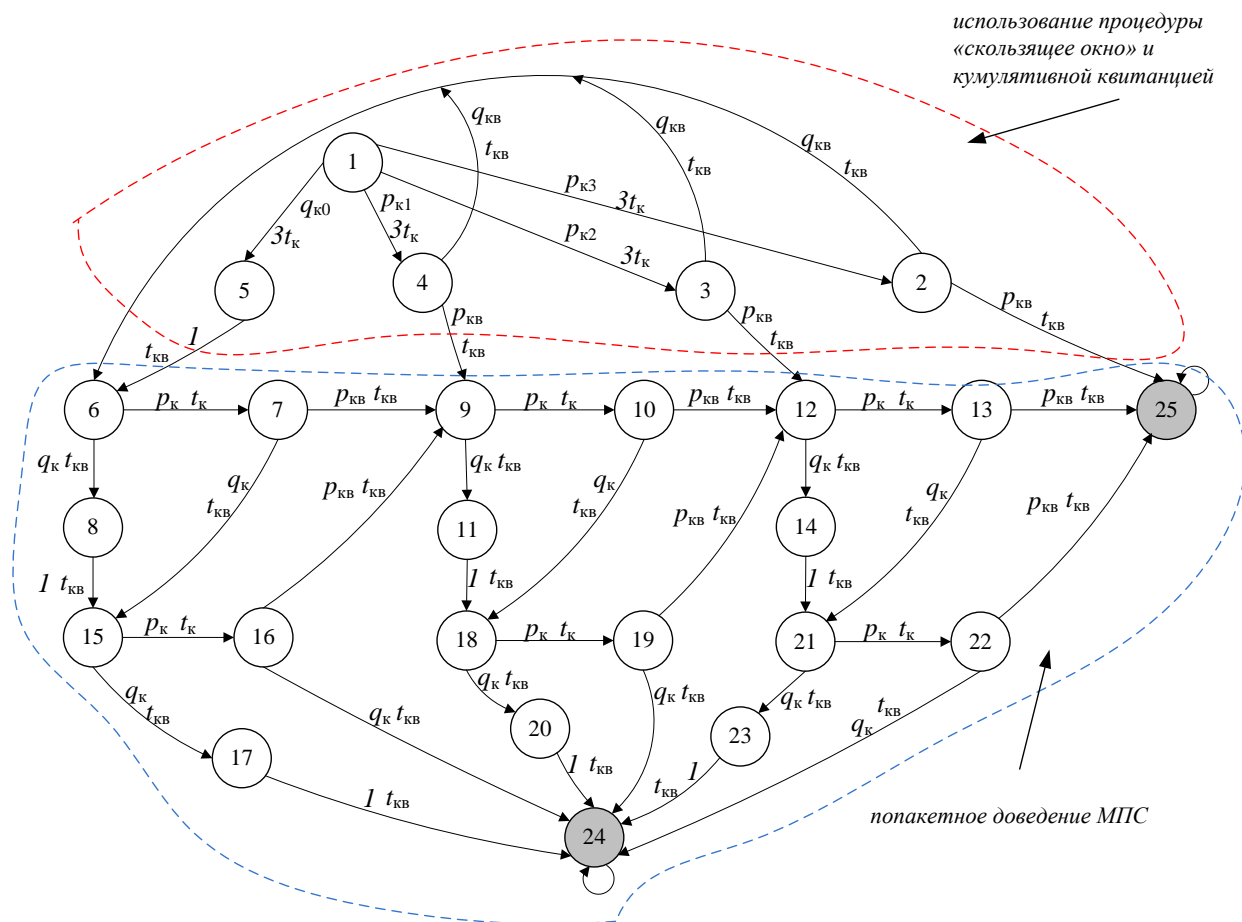 использование процедуры
«скользящее окно» и
кумулятивной квитанцией
qкв
tкв
qкв
tкв
qкв
tкв
1
pк3
3tк
qк0
3tк
pк1
3tк
pк2
3tк
5
4
3
2
pкв
tкв
pкв
tкв
pкв
tкв
1
tкв
6
pк tк
7
pкв tкв
9
pк tк
10
pкв tкв
12
pк tк
13
pкв tкв
25
qк tкв
qк
tкв
pкв tкв
qк tкв
qк
tкв
pкв tкв
qк tкв
qк
tкв
pкв tкв
8
11
14
1 tкв
1 tкв
1 tкв
15
pк tк
16
18
pк tк
19
21
pк tк
22
qк
tкв
qк tкв
qк tкв
qк tкв
qк tкв
tкв
qк
17
20
23
1 tкв
1 tкв
1
tкв
24
попакетное доведение МПС